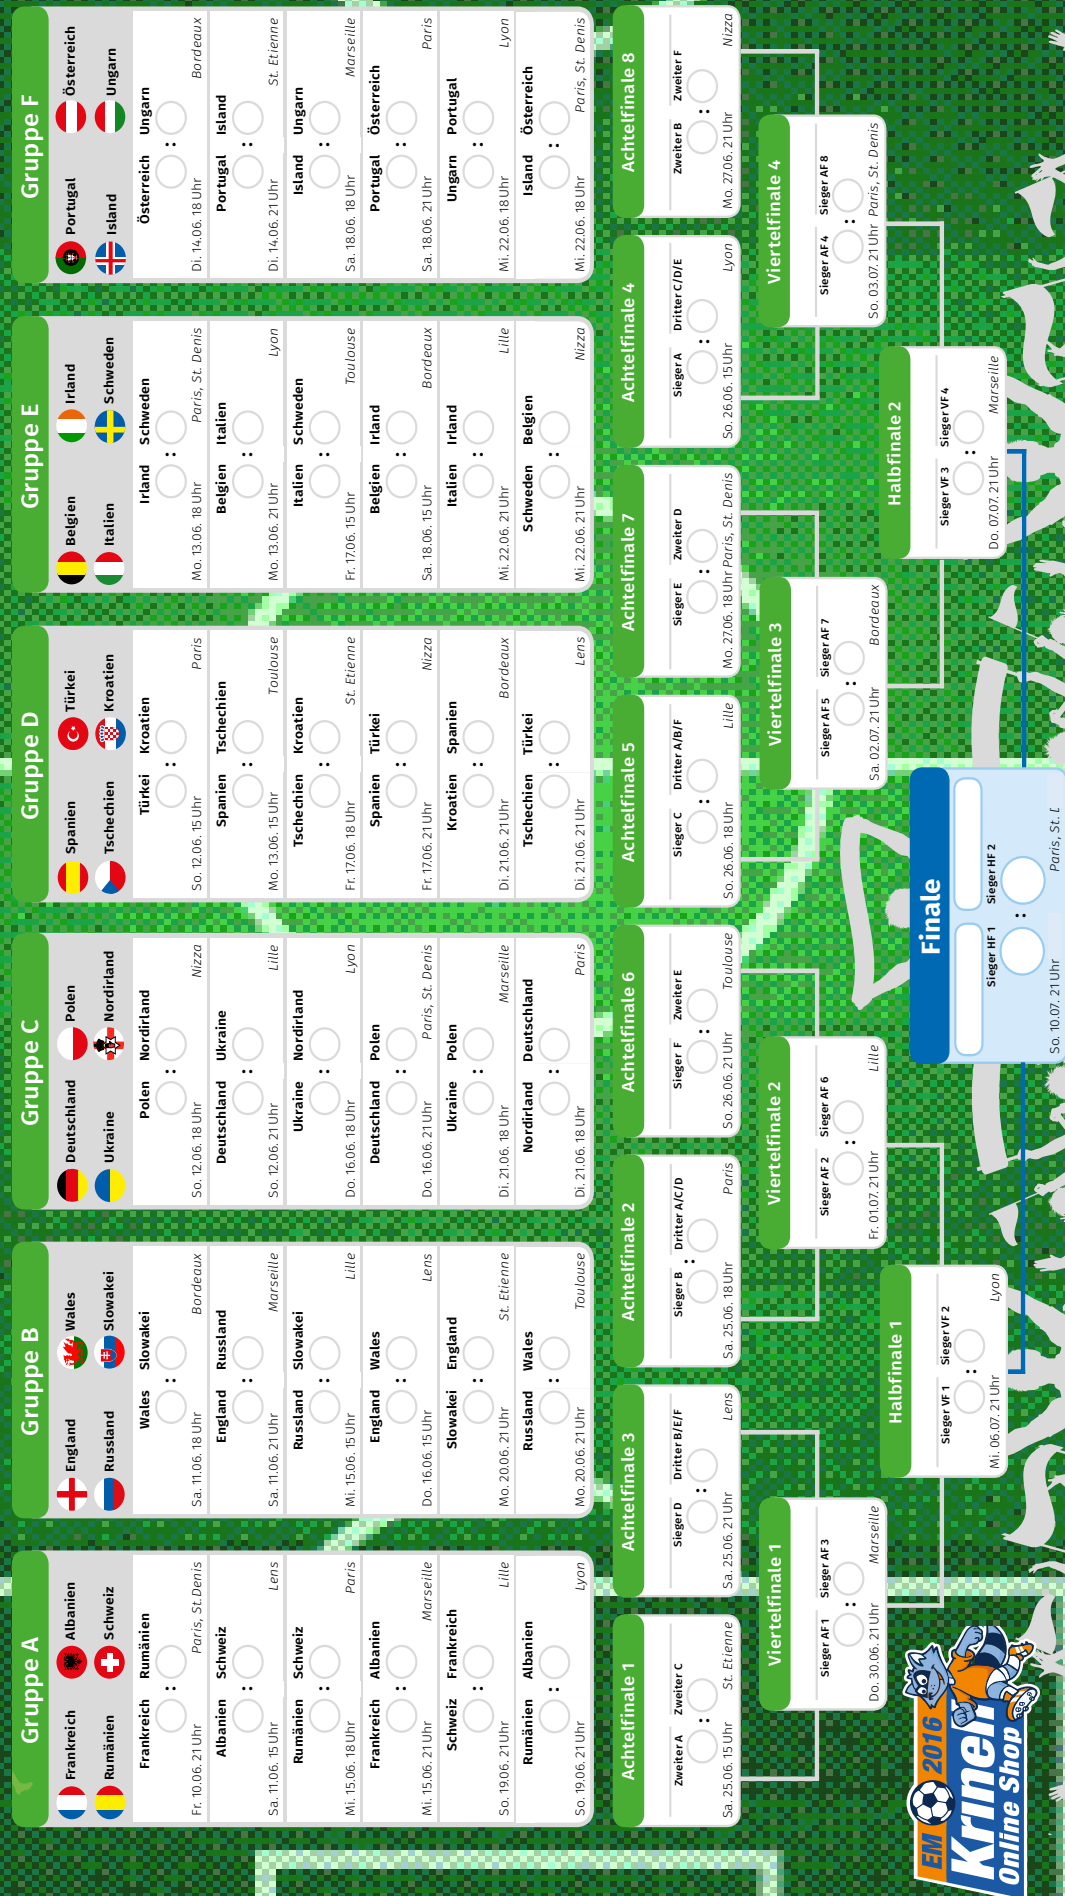 Gruppe A
Frankreich
Albanien
Rumänien
Schweiz
Frankreich : Rumänien
Fr. 10.06. 21 Uhr Paris, St.Denis
Albanien : Schweiz
Sa. 11.06. 15 Uhr Lens
Rumänien : Schweiz
Mi. 15.06. 18 Uhr Paris
Frankreich : Albanien
Mi. 15.06. 21 Uhr Marseille
Schweiz : Frankreich
So. 19.06. 21 Uhr Lille
Rumänien : Albanien
So. 19.06. 21 Uhr Lyon
Gruppe B
England
Wales
Russland
Slowakei
Wales : Slowakei
Sa. 11.06. 18 Uhr Bordeaux
England : Russland
Sa. 11.06. 21 Uhr Marseille
Russland : Slowakei
Mi. 15.06. 15 Uhr Lille
England : Wales
Do. 16.06. 15 Uhr Lens
Slowakei : England
Mo. 20.06. 21 Uhr St. Etienne
Russland : Wales
Mo. 20.06. 21 Uhr Toulouse
Gruppe C
Deutschland
Polen
Ukraine
Nordirland
Polen : Nordirland
So. 12.06. 18 Uhr Nizza
Deutschland : Ukraine
So. 12.06. 21 Uhr Lille
Ukraine : Nordirland
Do. 16.06. 18 Uhr Lyon
Deutschland : Polen
Do. 16.06. 21 Uhr Paris, St. Denis
Ukraine : Polen
Di. 21.06. 18 Uhr Marseille
Nordirland : Deutschland
Di. 21.06. 18 Uhr Paris
Gruppe D
Spanien
Türkei
Tschechien
Kroatien
Türkei : Kroatien
So. 12.06. 15 Uhr Paris
Spanien : Tschechien
Mo. 13.06. 15 Uhr Toulouse
Tschechien : Kroatien
Fr. 17.06. 18 Uhr St. Etienne
Spanien : Türkei
Fr. 17.06. 21 Uhr Nizza
Kroatien : Spanien
Di. 21.06. 21 Uhr Bordeaux
Tschechien : Türkei
Di. 21.06. 21 Uhr Lens
Gruppe E
Belgien
Irland
Italien
Schweden
Irland : Schweden
Mo. 13.06. 18 Uhr Paris, St. Denis
Belgien : Italien
Mo. 13.06. 21 Uhr Lyon
Italien : Schweden
Fr. 17.06. 15 Uhr Toulouse
Belgien : Irland
Sa. 18.06. 15 Uhr Bordeaux
Italien : Irland
Mi. 22.06. 21 Uhr Lille
Schweden : Belgien
Mi. 22.06. 21 Uhr Nizza
Gruppe F
Portugal
Österreich
Island
Ungarn
Österreich : Ungarn
Di. 14.06. 18 Uhr Bordeaux
Portugal : Island
Di. 14.06. 21 Uhr St. Etienne
Island : Ungarn
Sa. 18.06. 18 Uhr Marseille
Portugal : Österreich
Sa. 18.06. 21 Uhr Paris
Ungarn : Portugal
Mi. 22.06. 18 Uhr Lyon
Island : Österreich
Mi. 22.06. 18 Uhr Paris, St. Denis
Achtelfinale 1
Zweiter A : Zweiter C
Sa. 25.06. 15 Uhr St. Etienne
Achtelfinale 3
Sieger D : Dritter B/E/F
Sa. 25.06. 21 Uhr Lens
Achtelfinale 2
Sieger B : Dritter A/C/D
Sa. 25.06. 18 Uhr Paris
Achtelfinale 6
Sieger F : Zweiter E
So. 26.06. 21 Uhr Toulouse
Achtelfinale 5
Sieger C : Dritter A/B/F
So. 26.06. 18 Uhr Lille
Achtelfinale 7
Sieger E : Zweiter D
Mo. 27.06. 18 Uhr Paris, St. Denis
Achtelfinale 4
Sieger A : Dritter C/D/E
So. 26.06. 15 Uhr Lyon
Achtelfinale 8
Zweiter B : Zweiter F
Mo. 27.06. 21 Uhr Nizza
Viertelfinale 1
Sieger AF 1 : Sieger AF 3
Do. 30.06. 21 Uhr Marseille
Viertelfinale 2
Sieger AF 2 : Sieger AF 6
Fr. 01.07. 21 Uhr Lille
Viertelfinale 3
Sieger AF 5 : Sieger AF 7
Sa. 02.07. 21 Uhr Bordeaux
Viertelfinale 4
Sieger AF 4 : Sieger AF 8
So. 03.07. 21 Uhr Paris, St. Denis
Halbfinale 1
Sieger VF 1 : Sieger VF 2
Mi. 06.07. 21 Uhr Lyon
Halbfinale 2
Sieger VF 3 : Sieger VF 4
Do. 07.07. 21 Uhr Marseille
Finale
Sieger HF 1 : Sieger HF 2
So. 10.07. 21 Uhr Paris, St.
EM 2016
Online Shop